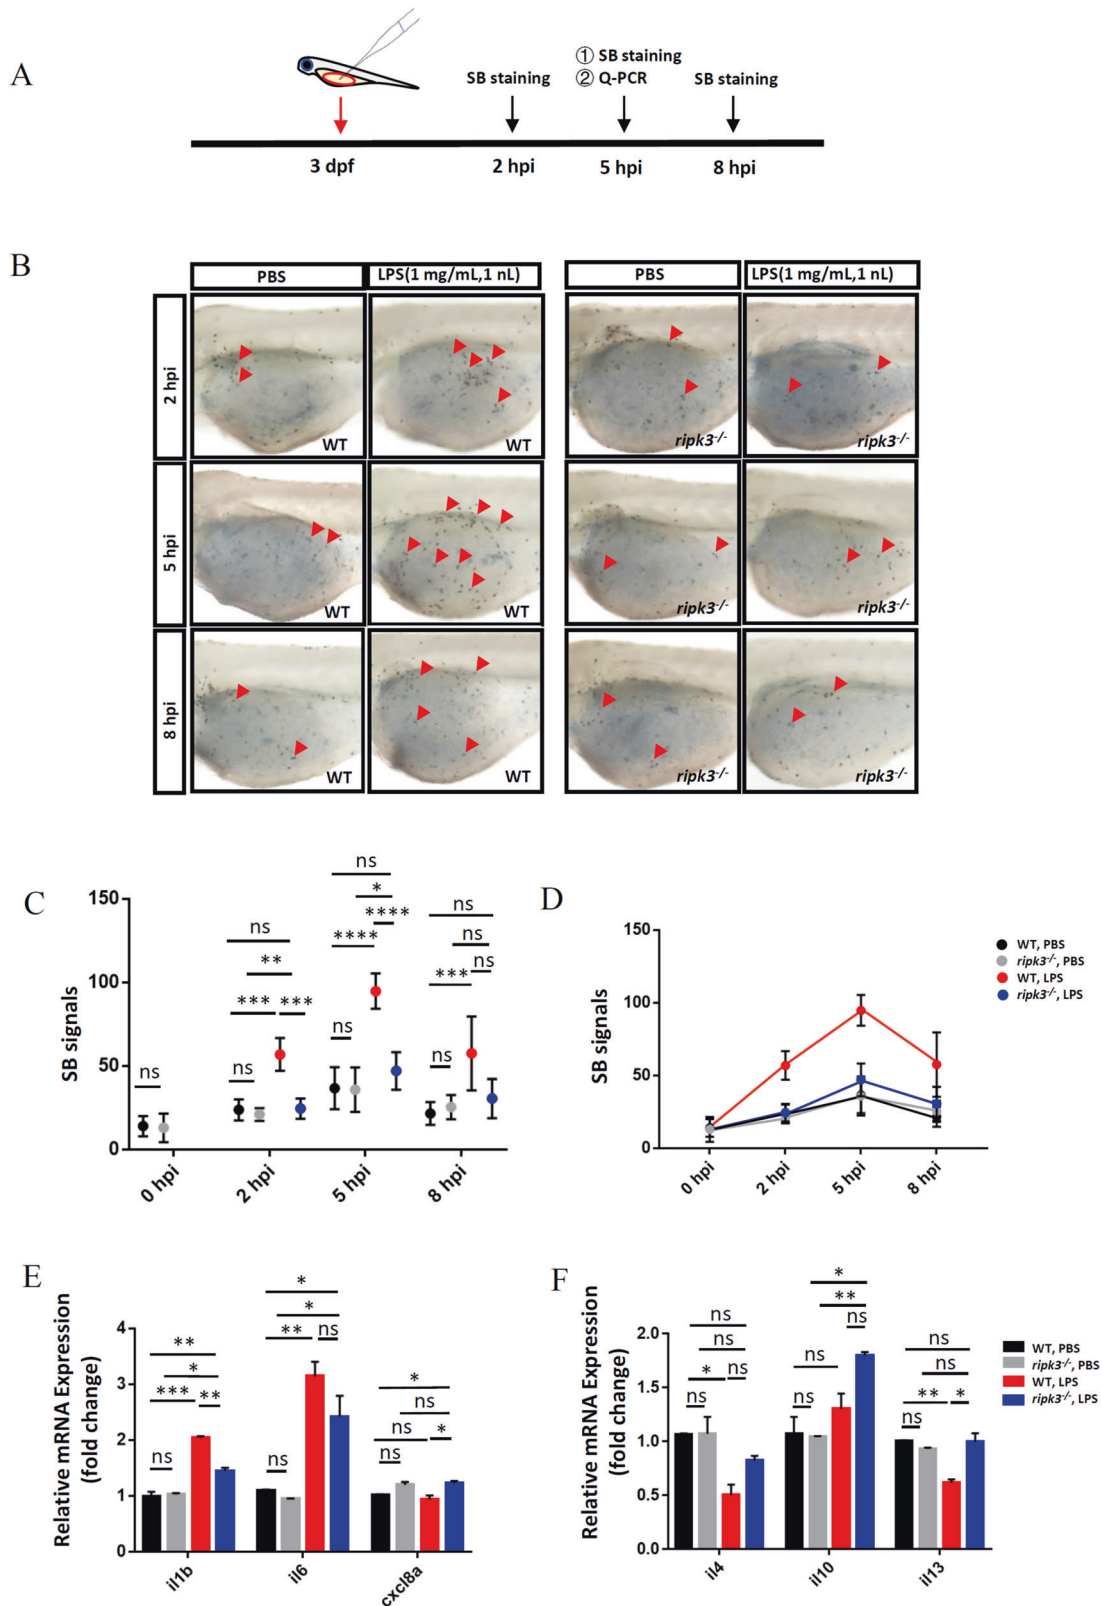 A
① SB staining
SB staining
② Q-PCR
SB staining
3 dpf
2 hpi
5 hpi
8 hpi
B
PBS
LPS(1 mg/mL,1 nL)
PBS
LPS(1 mg/mL,1 nL)
2 hpi
WT
WT
ripk3-/-
ripk3-/-
5 hpi
WT
WT
ripk3-/-
ripk3-/-
8 hpi
WT
WT
ripk3-/-
ripk3-/-
C
SB signals
150
100
50
0
ns
ns
**
*** ***
ns
ns
*
****
****
ns
ns
ns
ns
***
ns
0 hpi
2 hpi
5 hpi
8 hpi
D
SB signals
150
100
50
0
0 hpi
2 hpi
5 hpi
8 hpi
WT, PBS
ripk3-/-, PBS
WT, LPS
ripk3-/-, LPS
E
Relative mRNA Expression
(fold change)
4
3
2
1
0
**
*
*** **
ns
*
*
** ns
ns
*
ns
* *
ns
il1b
il6
cxcl8a
F
Relative mRNA Expression
(fold change)
2.0
1.5
1.0
0.5
0.0
ns
ns
* ns
ns
*
**
ns
ns
ns
ns
ns
** *
ns
il4
il10
il13
WT, PBS
ripk3-/-, PBS
WT, LPS
ripk3-/-, LPS